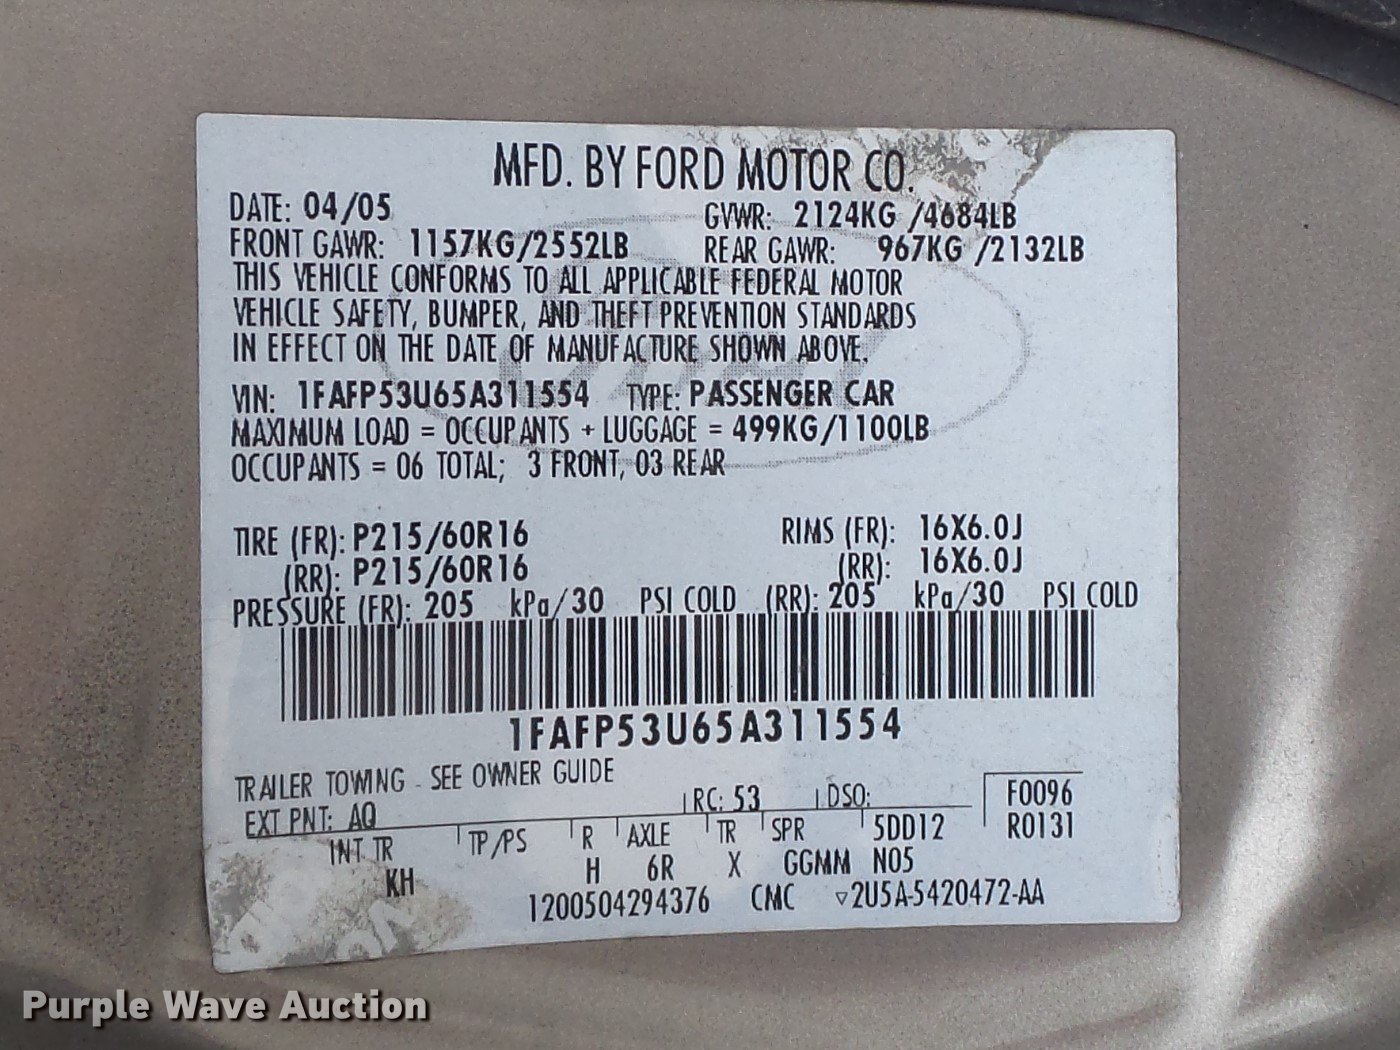 MFD. BY FORD MOTOR CO.
DATE: 04/05 GVWR: 2124KG /4684LB
FRONT GAWR: 1157KG/2552LB REAR GAWR: 967KG /2132LB
THIS VEHICLE CONFORMS TO ALL APPLICABLE FEDERAL MOTOR
VEHICLE SAFETY, BUMPER, AND THEFT PREVENTION STANDARDS
IN EFFECT ON THE DATE OF MANUFACTURE SHOWN ABOVE.
VIN: 1FAFP53U65A311554 TYPE: PASSENGER CAR
MAXIMUM LOAD = OCCUPANTS + LUGGAGE = 499KG/1100LB
OCCUPANTS = 06 TOTAL; 3 FRONT, 03 REAR
TIRE (FR): P215/60R16 RIMS (FR): 16X6.0J
(RR): P215/60R16 (RR): 16X6.0J
PRESSURE (FR): 205 kPa/30 PSI COLD (RR): 205 kPa/30 PSI COLD
1FAFP53U65A311554
TRAILER TOWING - SEE OWNER GUIDE
EXT PNT: AQ RC: 53 DSO: F0096
INT TR TP/PS R AXLE TR SPR 5DD12 R0131
KH H 6R X GGMM N05
1200504294376 CMC ▽2U5A-5420472-AA
Purple Wave Auction